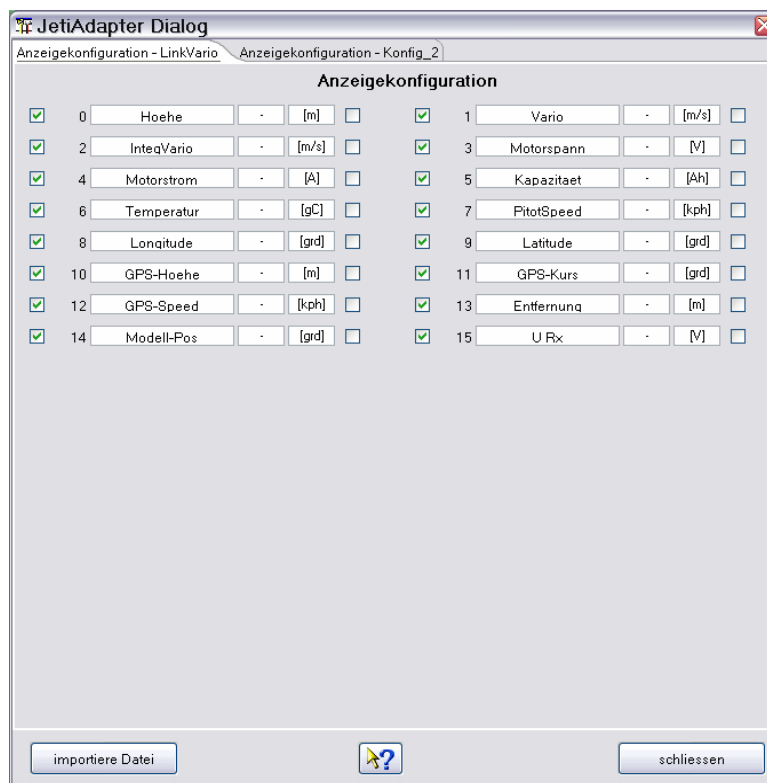 JetiAdapter Dialog
Anzeigekonfiguration - LinkVario Anzeigekonfiguration - Konfig_2
Anzeigekonfiguration
0 Hoehe - [m] 1 Vario - [m/s]
2 IntegVario - [m/s] 3 Motorspann - [V]
4 Motorstrom - [A] 5 Kapazitaet - [Ah]
6 Temperatur - [gC] 7 PitotSpeed - [kph]
8 Longitude - [grd] 9 Latitude - [grd]
10 GPS-Hoehe - [m] 11 GPS-Kurs - [grd]
12 GPS-Speed - [kph] 13 Entfernung - [m]
14 Modell-Pos - [grd] 15 U Rx - [V]
importiere Datei ? schliessen